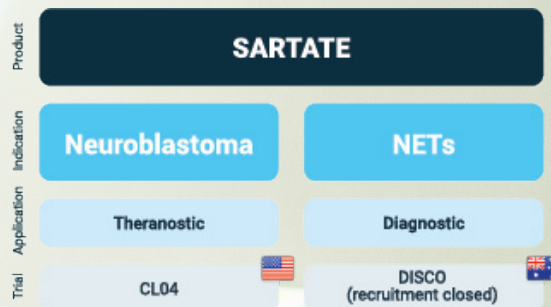 Product
SARTATE
Indication
Neuroblastoma
NETs
Application
Theranostic
Diagnostic
Trial
CL04
DISCO
(recruitment closed)